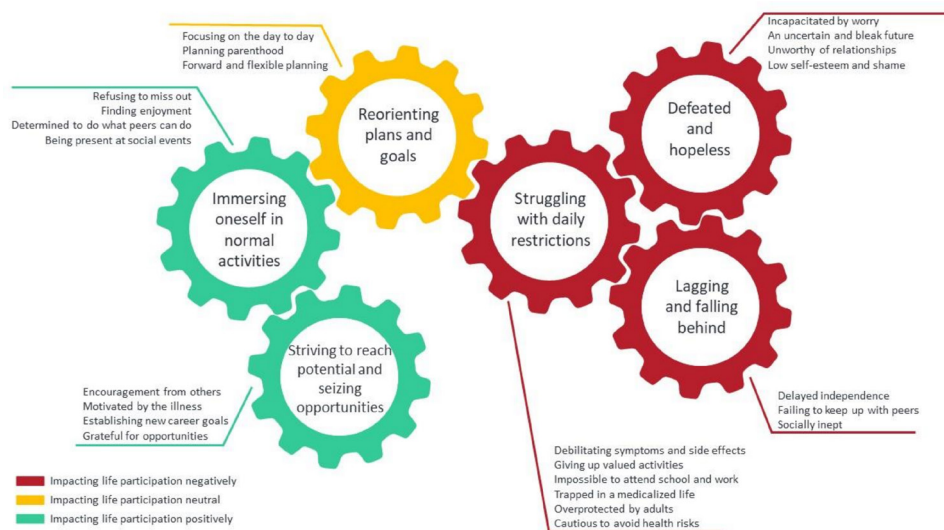 Focusing on the day to day
Planning parenthood
Forward and flexible planning
Incapacitated by worry
An uncertain and bleak future
Unworthy of relationships
Low self-esteem and shame
Refusing to miss out
Finding enjoyment
Determined to do what peers can do
Being present at social events
Reorienting
plans and
goals
Defeated
and
hopeless
Immersing
oneself in
normal
activities
Struggling
with daily
restrictions
Lagging
and falling
behind
Striving to reach
potential and
seizing
opportunities
Encouragement from others
Motivated by the illness
Establishing new career goals
Grateful for opportunities
Delayed independence
Failing to keep up with peers
Socially inept
Debilitating symptoms and side effects
Giving up valued activities
Impossible to attend school and work
Trapped in a medicalized life
Overprotected by adults
Cautious to avoid health risks
Impacting life participation negatively
Impacting life participation neutral
Impacting life participation positively